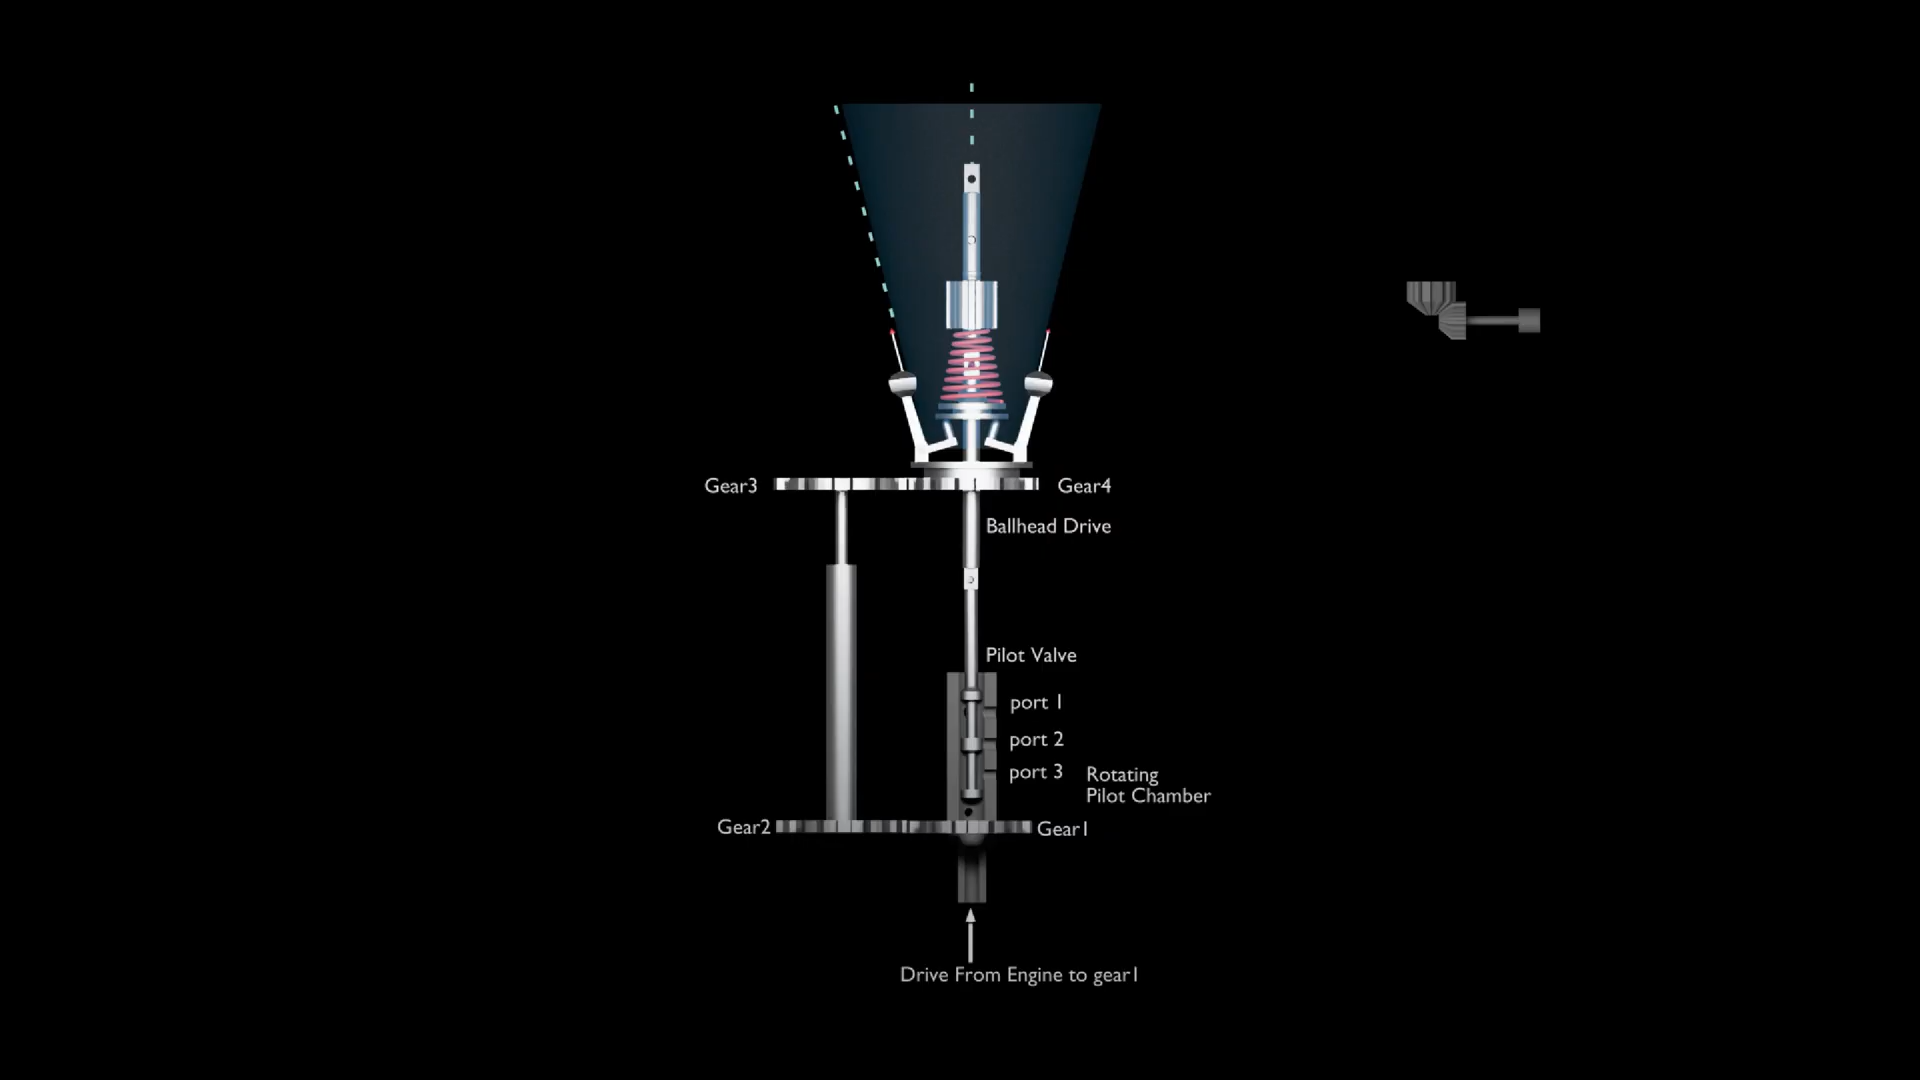 Gear3
Gear4
Ballhead Drive
Pilot Valve
port 1
port 2
port 3
Rotating
Pilot Chamber
Gear2
Gear1
Drive From Engine to gear1